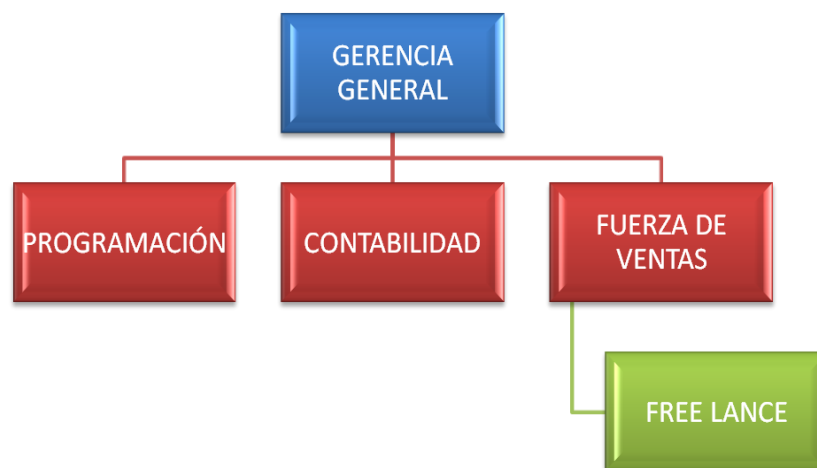 GERENCIA
GENERAL
PROGRAMACIÓN
CONTABILIDAD
FUERZA DE
VENTAS
FREE LANCE